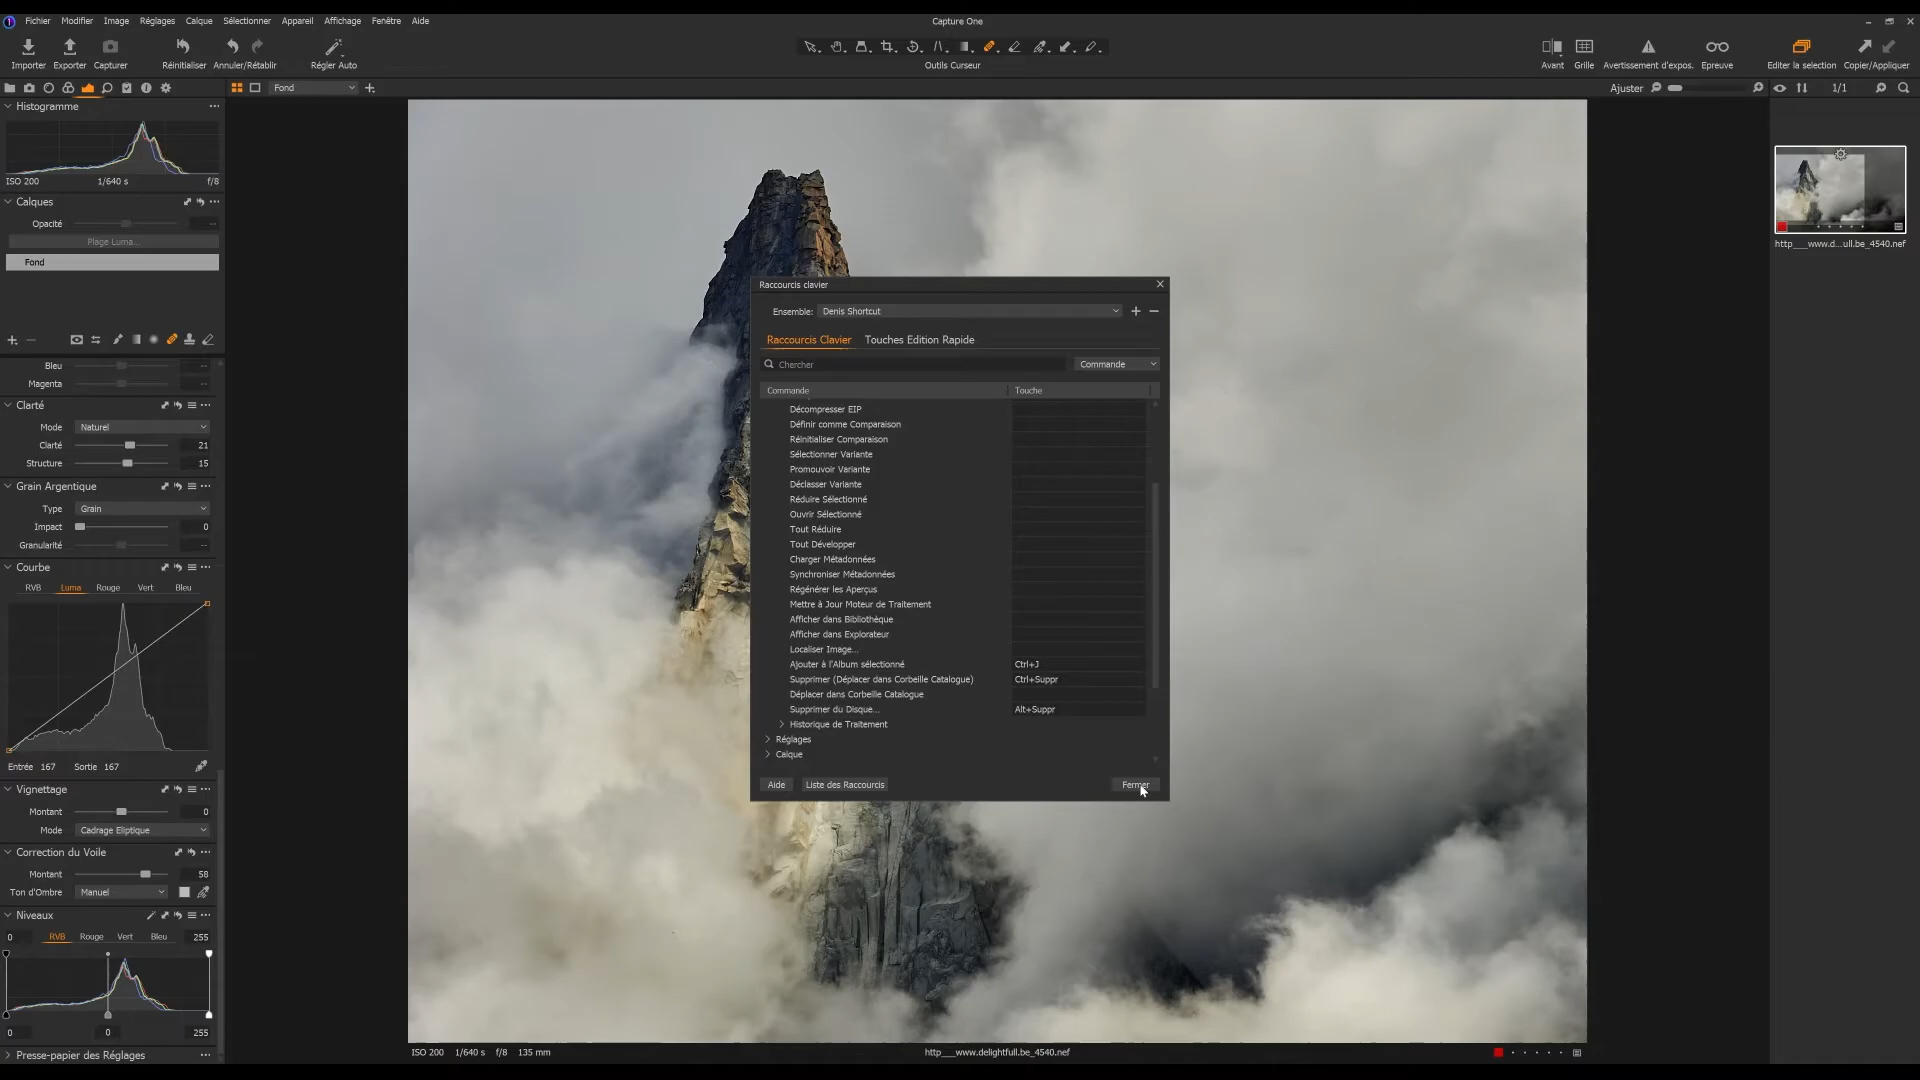 Fichier Modifier Image Réglages Calque Sélectionner Appareil Affichage Fenêtre Aide
Capture One
Importer Exporter Capturer Réinitialiser Annuler/Rétablir Régler Auto
Outils Curseur
Avant Grille Avertissement d'expos. Epreuve Editer la selection Copier/Appliquer
Fond
Ajuster
1/1
Histogramme
ISO 200 1/640 s f/8
Calques
Opacité --
Plage Luma...
Fond
Bleu --
Magenta --
Clarté
Mode Naturel
Clarté 21
Structure 15
Grain Argentique
Type Grain
Impact 0
Granularité --
Courbe
RVB Luma Rouge Vert Bleu
Entrée 167 Sortie 167
Vignettage
Montant 0
Mode Cadrage Eliptique
Correction du Voile
Montant 58
Ton d'Ombre Manuel
Niveaux
0 RVB Rouge Vert Bleu 255
0 0 255
Presse-papier des Réglages
Raccourcis clavier
Ensemble: Denis Shortcut
Raccourcis Clavier Touches Edition Rapide
Chercher Commande
Commande Touche
Décompresser EIP
Définir comme Comparaison
Réinitialiser Comparaison
Sélectionner Variante
Promouvoir Variante
Déclasser Variante
Réduire Sélectionné
Ouvrir Sélectionné
Tout Réduire
Tout Développer
Charger Métadonnées
Synchroniser Métadonnées
Régénérer les Aperçus
Mettre à Jour Moteur de Traitement
Afficher dans Bibliothèque
Afficher dans Explorateur
Localiser Image...
Ajouter à l'Album sélectionné Ctrl+J
Supprimer (Déplacer dans Corbeille Catalogue) Ctrl+Suppr
Déplacer dans Corbeille Catalogue
Supprimer du Disque... Alt+Suppr
Historique de Traitement
Réglages
Calque
Aide Liste des Raccourcis Fermer
ISO 200 1/640 s f/8 135 mm
http___www.delightfull.be_4540.nef
http___www.d...ull.be_4540.nef